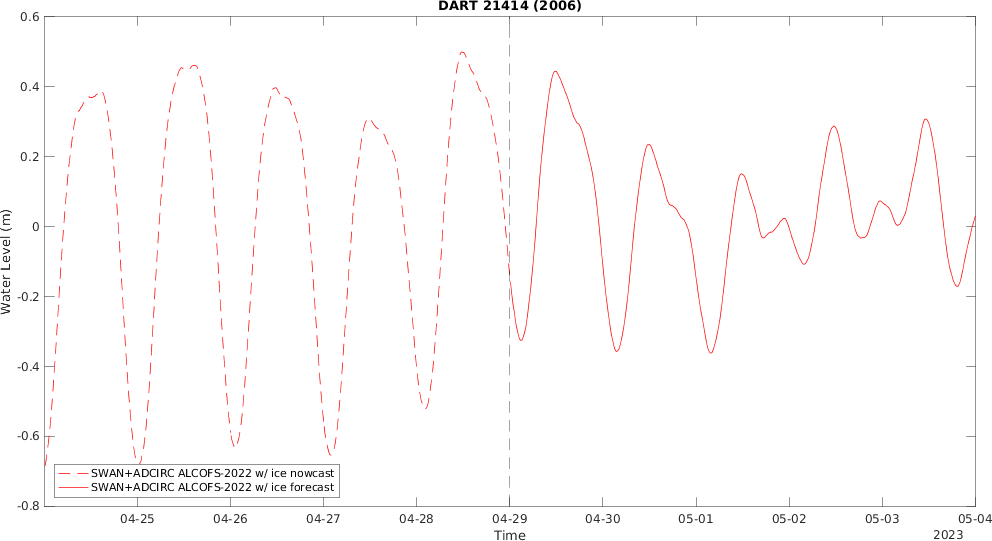 DART 21414 (2006)
0.6
0.4
0.2
0
-0.2
-0.4
-0.6
-0.8
Water Level (m)
SWAN+ADCIRC ALCOFS-2022 w/ ice nowcast
SWAN+ADCIRC ALCOFS-2022 w/ ice forecast
04-25 04-26 04-27 04-28 04-29 04-30 05-01 05-02 05-03 05-04
Time
2023